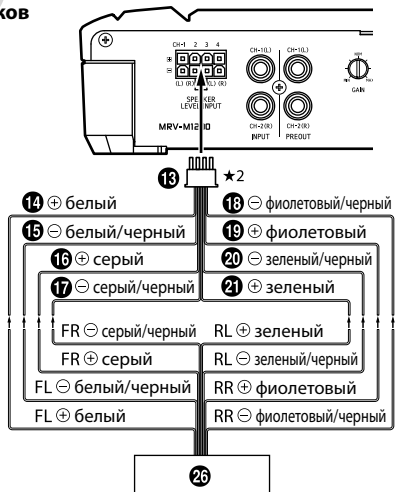 ков
CH-1 2 3 4
⊕
⊖
(L) (R) (L) (R)
SPEAKER
LEVEL INPUT
MRV-M1200
CH-1(L) CH-1(L)
CH-2(R) CH-2(R)
INPUT PREOUT
NOM
MIN MAX
GAIN
13 ★2
14 ⊕ белый
18 ⊖ фиолетовый/черный
15 ⊖ белый/черный
19 ⊕ фиолетовый
16 ⊕ серый
20 ⊖ зеленый/черный
17 ⊖ серый/черный
21 ⊕ зеленый
FR ⊖ серый/черный
RL ⊕ зеленый
FR ⊕ серый
RL ⊖ зеленый/черный
FL ⊖ белый/черный
RR ⊕ фиолетовый
FL ⊕ белый
RR ⊖ фиолетовый/черный
26